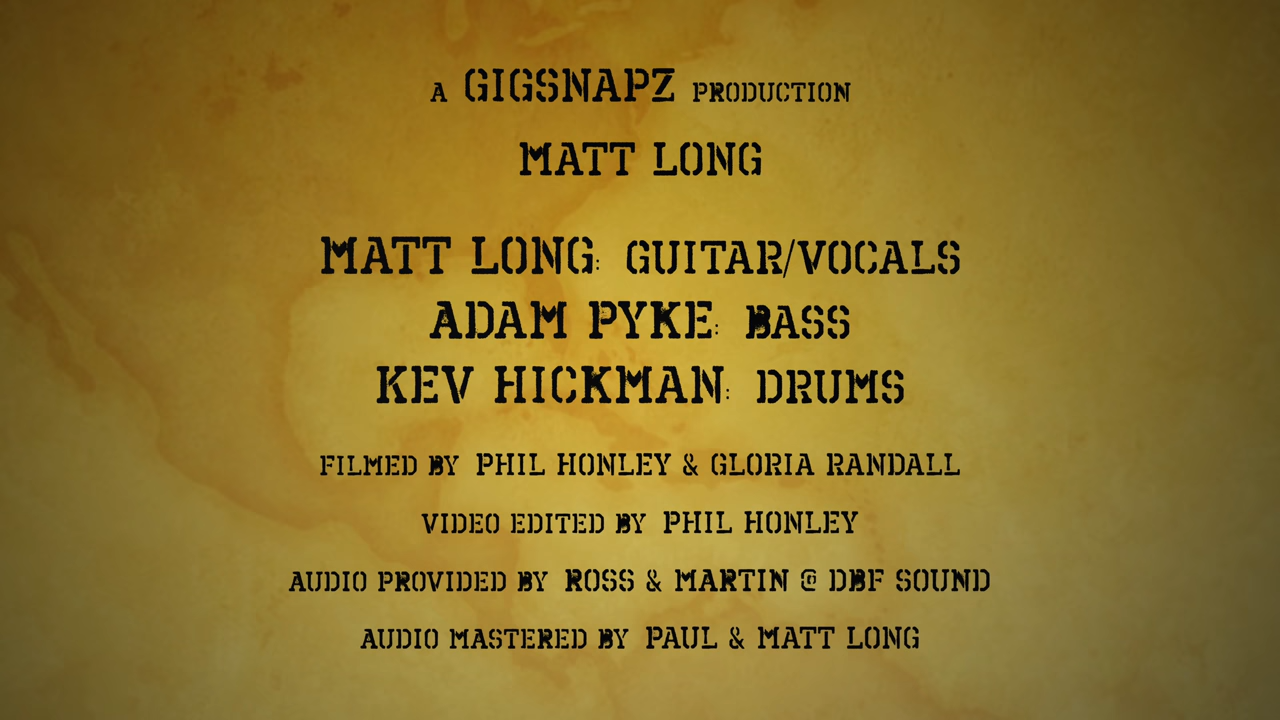 A GIGSNAPZ PRODUCTION
MATT LONG
MATT LONG: GUITAR/VOCALS
ADAM PYKE: BASS
KEV HICKMAN: DRUMS
FILMED BY PHIL HONLEY & GLORIA RANDALL
VIDEO EDITED BY PHIL HONLEY
AUDIO PROVIDED BY ROSS & MARTIN @ DBF SOUND
AUDIO MASTERED BY PAUL & MATT LONG